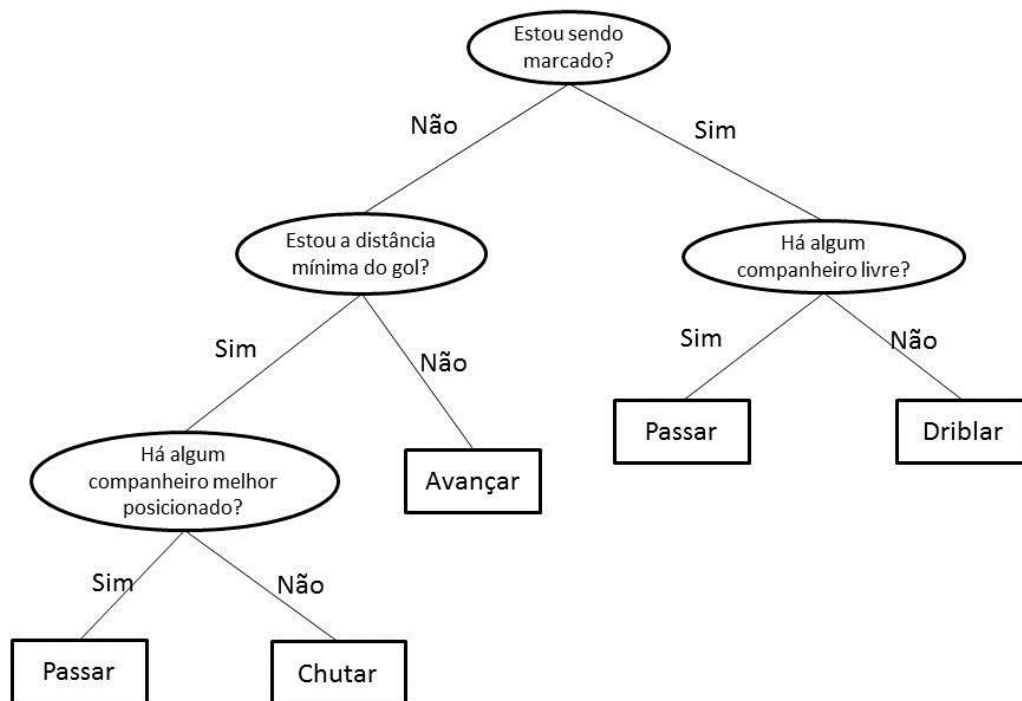 Estou sendo
marcado?
Não
Sim
Estou a distância
mínima do gol?
Há algum
companheiro livre?
Sim
Não
Sim
Não
Há algum
companheiro melhor
posicionado?
Avançar
Passar
Driblar
Sim
Não
Passar
Chutar